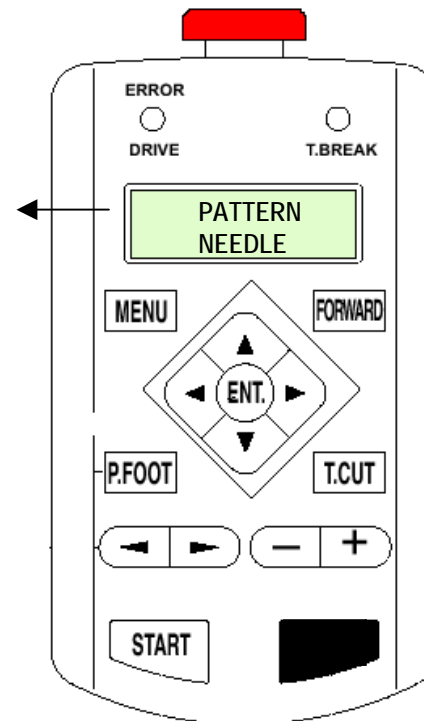 ERROR
DRIVE
T.BREAK
PATTERN
NEEDLE
MENU
FORWARD
ENT.
P.FOOT
T.CUT
START